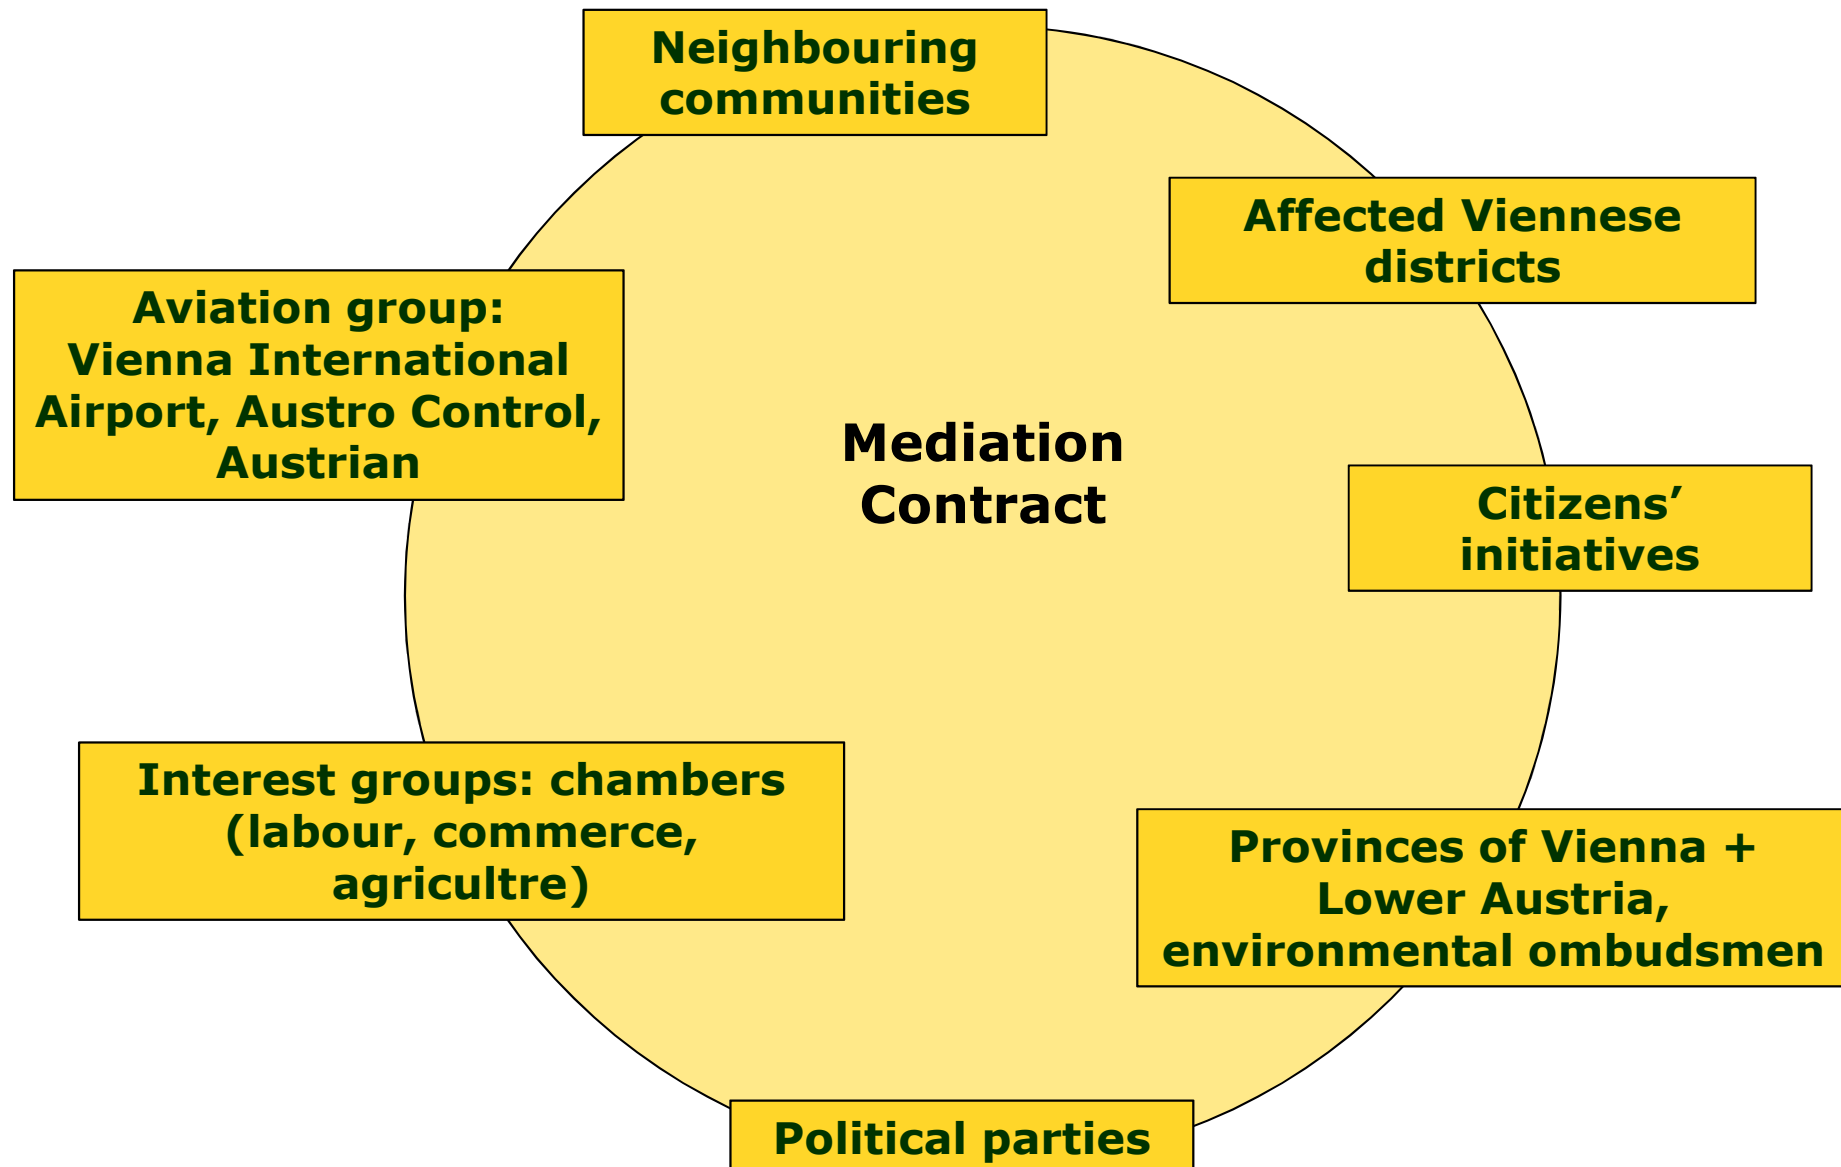 Neighbouring
communities
Affected Viennese
districts
Aviation group:
Vienna International
Airport, Austro Control,
Austrian
Mediation
Contract
Citizens’
initiatives
Interest groups: chambers
(labour, commerce,
agricultre)
Provinces of Vienna +
Lower Austria,
environmental ombudsmen
Political parties